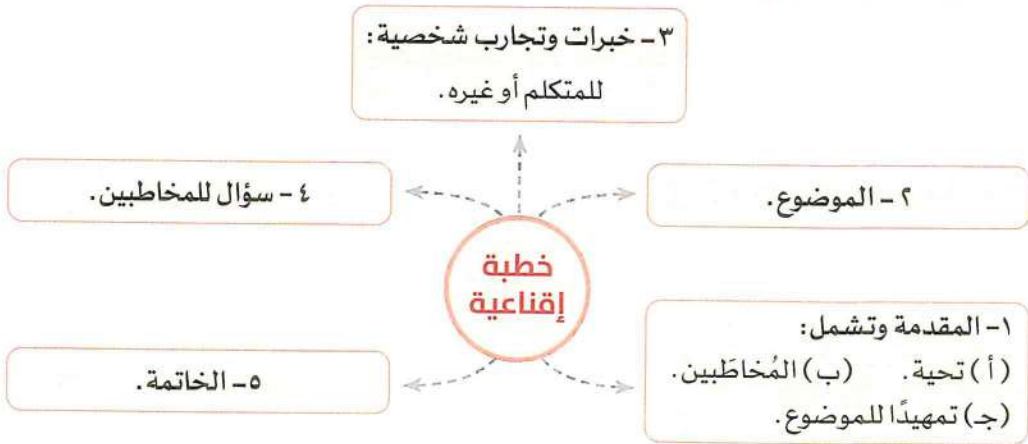 ٣- خبرات وتجارب شخصية:
للمتكلم أو غيره.
٢- الموضوع.
٤- سؤال للمخاطبين.
خطبة
إقناعية
١- المقدمة وتشمل:
(أ) تحية. (ب) المُخاطَبين.
(جـ) تمهيدًا للموضوع.
٥- الخاتمة.